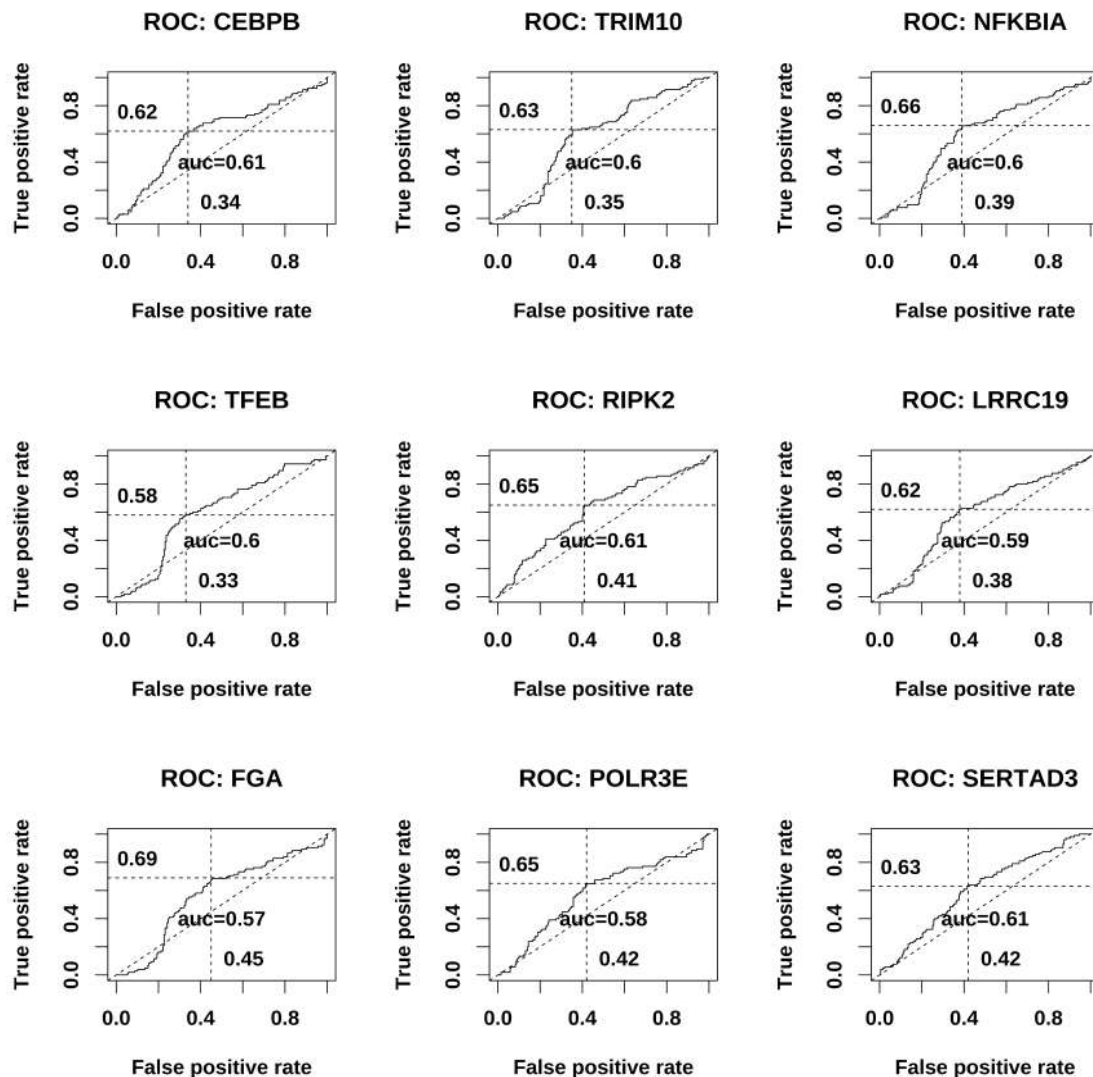 ROC: CEBPB
True positive rate
0.0 0.4 0.8
0.62
auc=0.61
0.34
0.0 0.4 0.8
False positive rate
ROC: TRIM10
True positive rate
0.0 0.4 0.8
0.63
auc=0.6
0.35
0.0 0.4 0.8
False positive rate
ROC: NFKBIA
True positive rate
0.0 0.4 0.8
0.66
auc=0.6
0.39
0.0 0.4 0.8
False positive rate
ROC: TFEB
True positive rate
0.0 0.4 0.8
0.58
auc=0.6
0.33
0.0 0.4 0.8
False positive rate
ROC: RIPK2
True positive rate
0.0 0.4 0.8
0.65
auc=0.61
0.41
0.0 0.4 0.8
False positive rate
ROC: LRRC19
True positive rate
0.0 0.4 0.8
0.62
auc=0.59
0.38
0.0 0.4 0.8
False positive rate
ROC: FGA
True positive rate
0.0 0.4 0.8
0.69
auc=0.57
0.45
0.0 0.4 0.8
False positive rate
ROC: POLR3E
True positive rate
0.0 0.4 0.8
0.65
auc=0.58
0.42
0.0 0.4 0.8
False positive rate
ROC: SERTAD3
True positive rate
0.0 0.4 0.8
0.63
auc=0.61
0.42
0.0 0.4 0.8
False positive rate